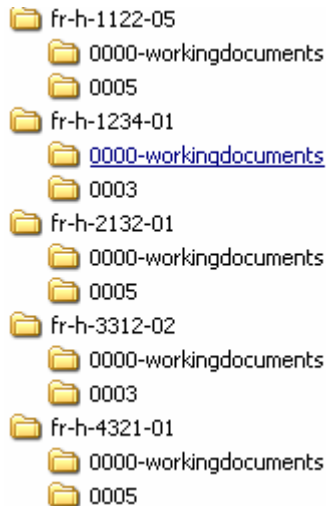 fr-h-1122-05
0000-workingdocuments
0005
fr-h-1234-01
0000-workingdocuments
0003
fr-h-2132-01
0000-workingdocuments
0005
fr-h-3312-02
0000-workingdocuments
0003
fr-h-4321-01
0000-workingdocuments
0005